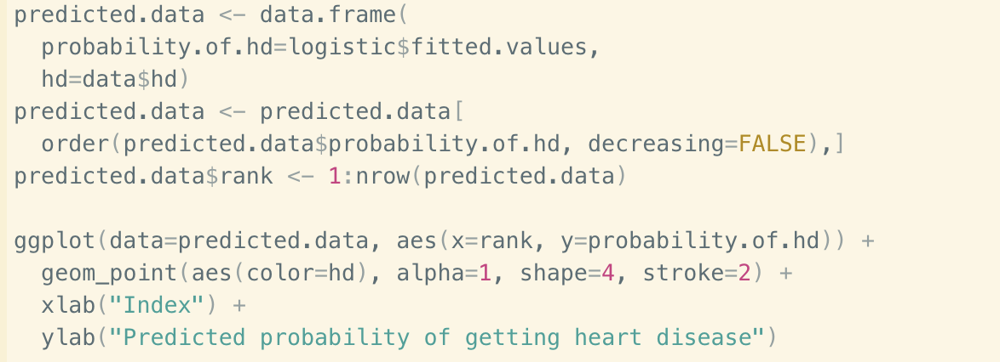 predicted.data <- data.frame(
  probability.of.hd=logistic$fitted.values,
  hd=data$hd)
predicted.data <- predicted.data[
  order(predicted.data$probability.of.hd, decreasing=FALSE),]
predicted.data$rank <- 1:nrow(predicted.data)

ggplot(data=predicted.data, aes(x=rank, y=probability.of.hd)) +
  geom_point(aes(color=hd), alpha=1, shape=4, stroke=2) +
  xlab("Index") +
  ylab("Predicted probability of getting heart disease")